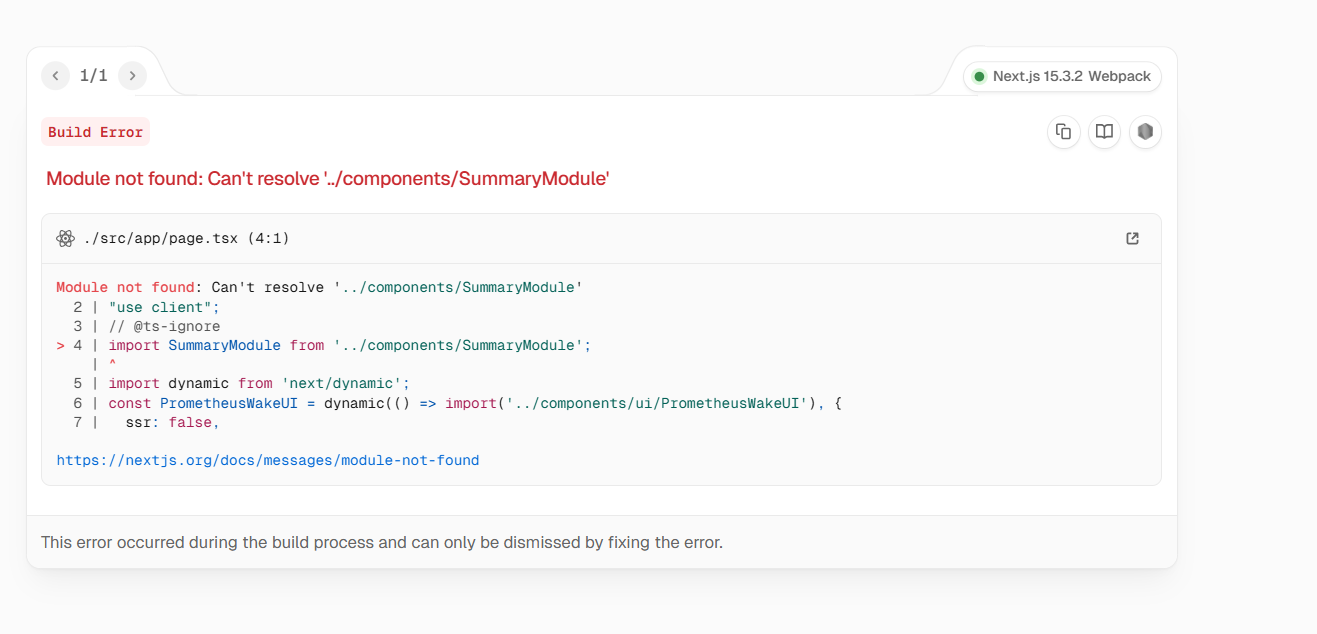 1/1
Next.js 15.3.2 Webpack
Build Error
Module not found: Can't resolve '../components/SummaryModule'
./src/app/page.tsx (4:1)
Module not found: Can't resolve '../components/SummaryModule'
2 | "use client";
3 | // @ts-ignore
> 4 | import SummaryModule from '../components/SummaryModule';
| ^
5 | import dynamic from 'next/dynamic';
6 | const PrometheusWakeUI = dynamic(() => import('../components/ui/PrometheusWakeUI'), {
7 |   ssr: false,
https://nextjs.org/docs/messages/module-not-found
This error occurred during the build process and can only be dismissed by fixing the error.